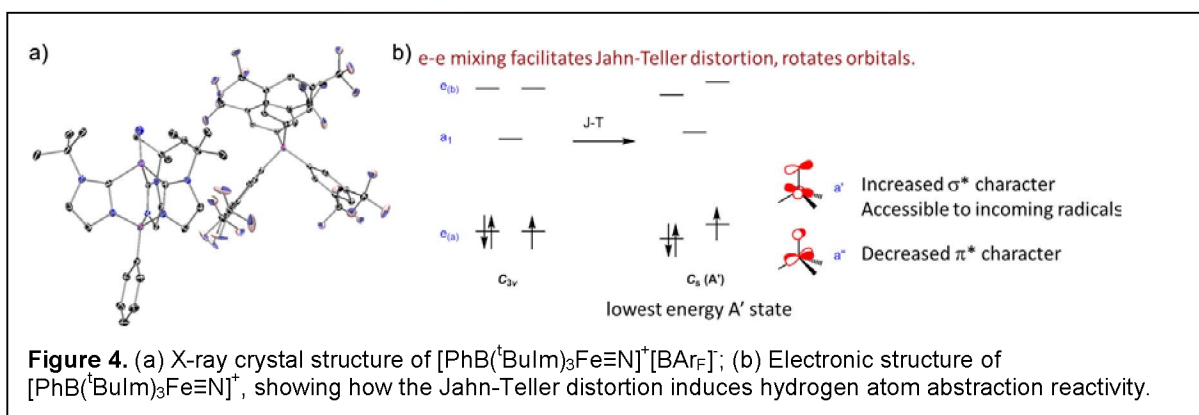 a)
b) e-e mixing facilitates Jahn-Teller distortion, rotates orbitals.
e(b)
a1
J-T
e(a)
C3v
Cs (A')
lowest energy A' state
a' Increased σ* character
Accessible to incoming radicals
a" Decreased π* character
Figure 4. (a) X-ray crystal structure of [PhB(ᵗBuIm)₃Fe≡N]⁺[BArF]⁻; (b) Electronic structure of
[PhB(ᵗBuIm)₃Fe≡N]⁺, showing how the Jahn-Teller distortion induces hydrogen atom abstraction reactivity.